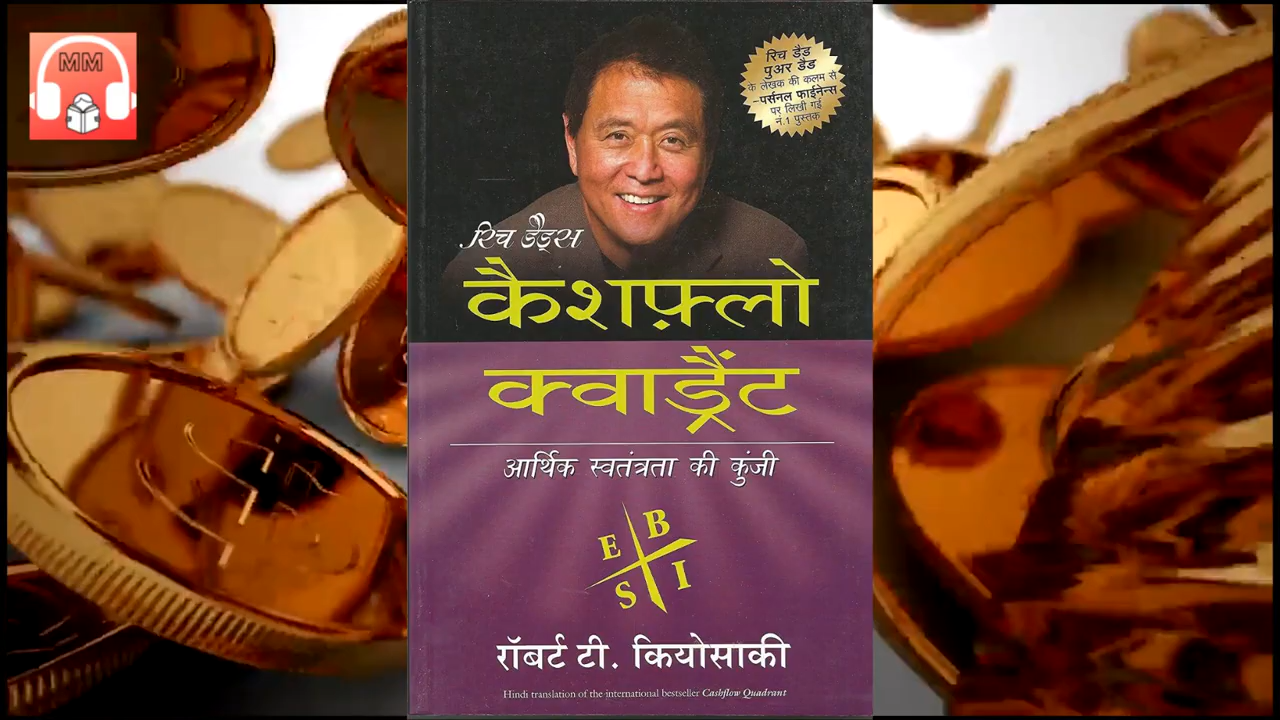 MM
रिच डैड
पुअर डैड
के लेखक की कलम से
-पर्सनल फाईनेन्स
पर लिखी गई
नं.1 पुस्तक
रिच डैड्स
कैशफ़्लो
क्वाड्रैंट
आर्थिक स्वतंत्रता की कुंजी
E B
S I
रॉबर्ट टी. कियोसाकी
Hindi translation of the international bestseller Cashflow Quadrant